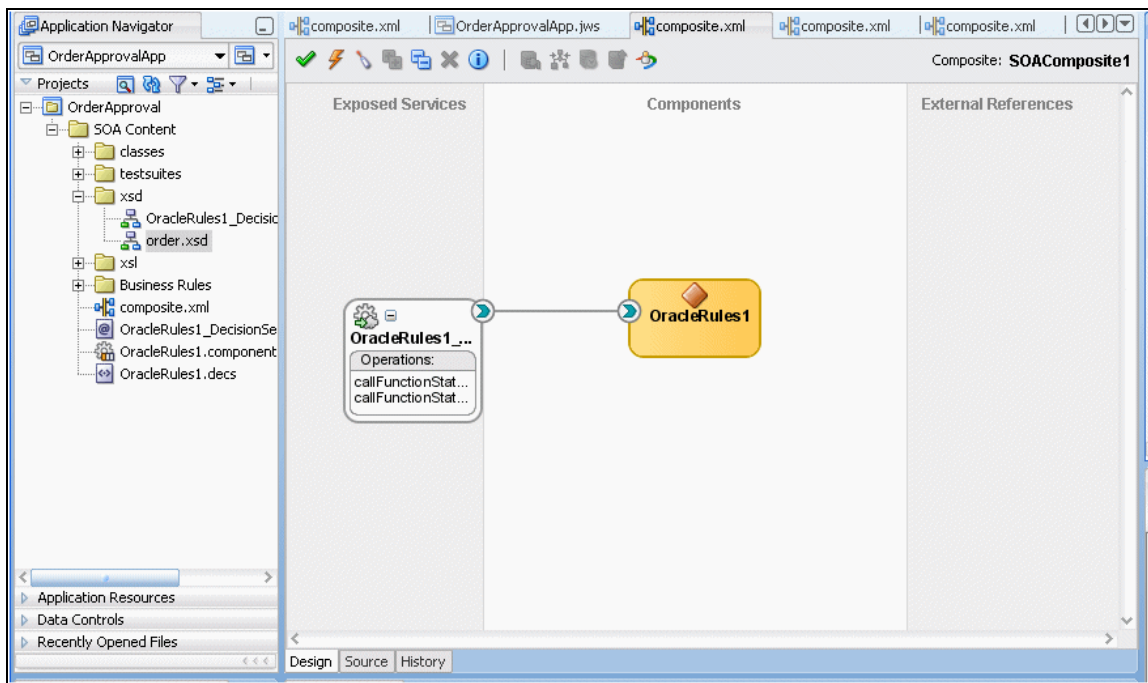 Application Navigator
OrderApprovalApp
Projects
OrderApproval
SOA Content
classes
testsuites
xsd
OracleRules1_Decisic
order.xsd
xsl
Business Rules
composite.xml
OracleRules1_DecisionSe
OracleRules1.component
OracleRules1.decs
Application Resources
Data Controls
Recently Opened Files
composite.xml OrderApprovalApp.jws composite.xml composite.xml composite.xml
Composite: SOAComposite1
Exposed Services Components External References
OracleRules1_...
Operations:
callFunctionStat...
callFunctionStat...
OracleRules1
Design Source History